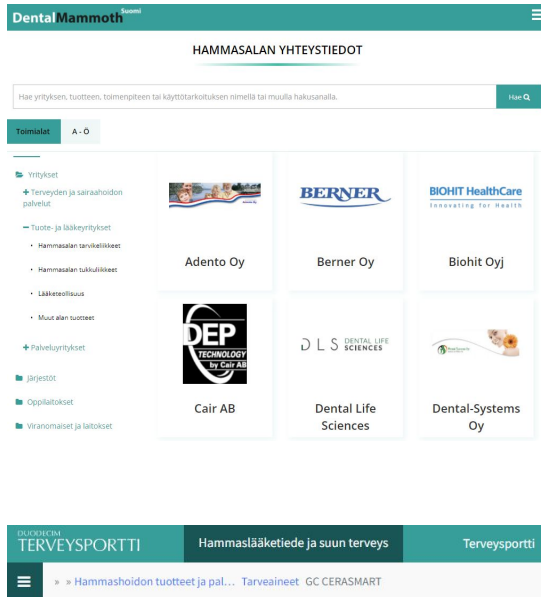 DentalMammoth Suomi
HAMMASALAN YHTEYSTIEDOT
Hae yrityksen, tuotteen, toimenpiteen tai käyttötarkoituksen nimellä tai muulla hakusanalla.
Hae
Toimialat
A - Ö
Yritykset
Terveyden ja sairaahoidon
palvelut
Tuote- ja lääkeyritykset
Hammasalan tarvikeliikkeet
Hammasalan tukkuliikkeet
Lääketeollisuus
Muut alan tuotteet
Palveluyritykset
Järjestöt
Oppilaitokset
Viranomaiset ja laitokset
Adento Oy
BERNER
Berner Oy
BIOHIT HealthCare
Innovating for Health
Biohit Oyj
DEP
TECHNOLOGY
by Cair AB
Cair AB
DLS DENTAL LIFE
SCIENCES
Dental Life
Sciences
Dental-Systems
Oy
DUODECIM
TERVEYSPORTTI
Hammaslääketiede ja suun terveys
Terveysportti
» » Hammashoidon tuotteet ja pal... Tarveaineet GC CERASMART